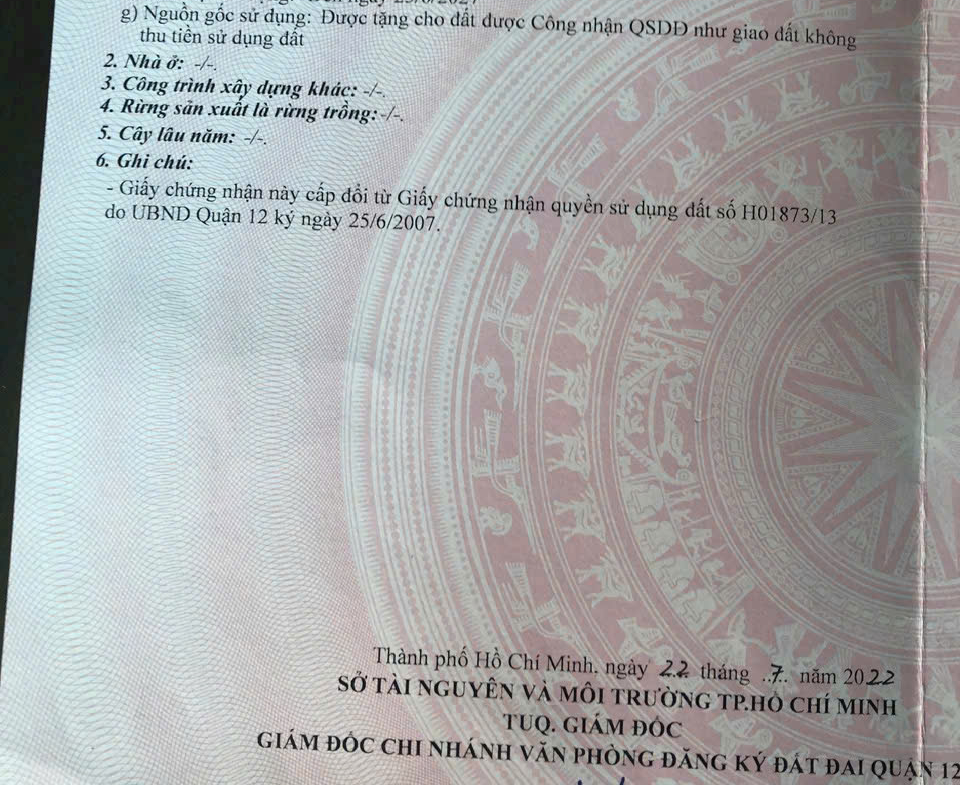 g) Nguồn gốc sử dụng: Được tặng cho đất được Công nhận QSDĐ như giao đất không
thu tiền sử dụng đất
2. Nhà ở: -/-.
3. Công trình xây dựng khác: -/-.
4. Rừng sản xuất là rừng trồng: -/-.
5. Cây lâu năm: -/-.
6. Ghi chú:
- Giấy chứng nhận này cấp đổi từ Giấy chứng nhận quyền sử dụng đất số H01873/13
do UBND Quận 12 ký ngày 25/6/2007.
Thành phố Hồ Chí Minh, ngày 22 tháng ..7.. năm 2022
SỞ TÀI NGUYÊN VÀ MÔI TRƯỜNG TP.HỒ CHÍ MINH
TUQ. GIÁM ĐỐC
GIÁM ĐỐC CHI NHÁNH VĂN PHÒNG ĐĂNG KÝ ĐẤT ĐAI QUẬN 12